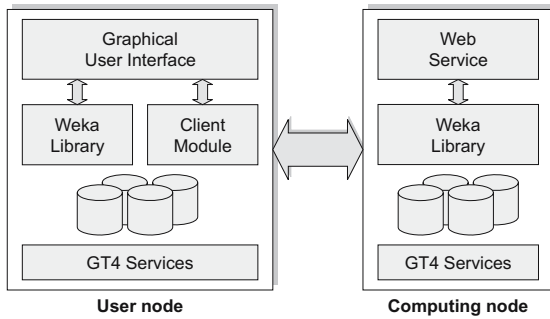 Graphical
User Interface
Weka
Library
Client
Module
GT4 Services
User node
Web
Service
Weka
Library
GT4 Services
Computing node